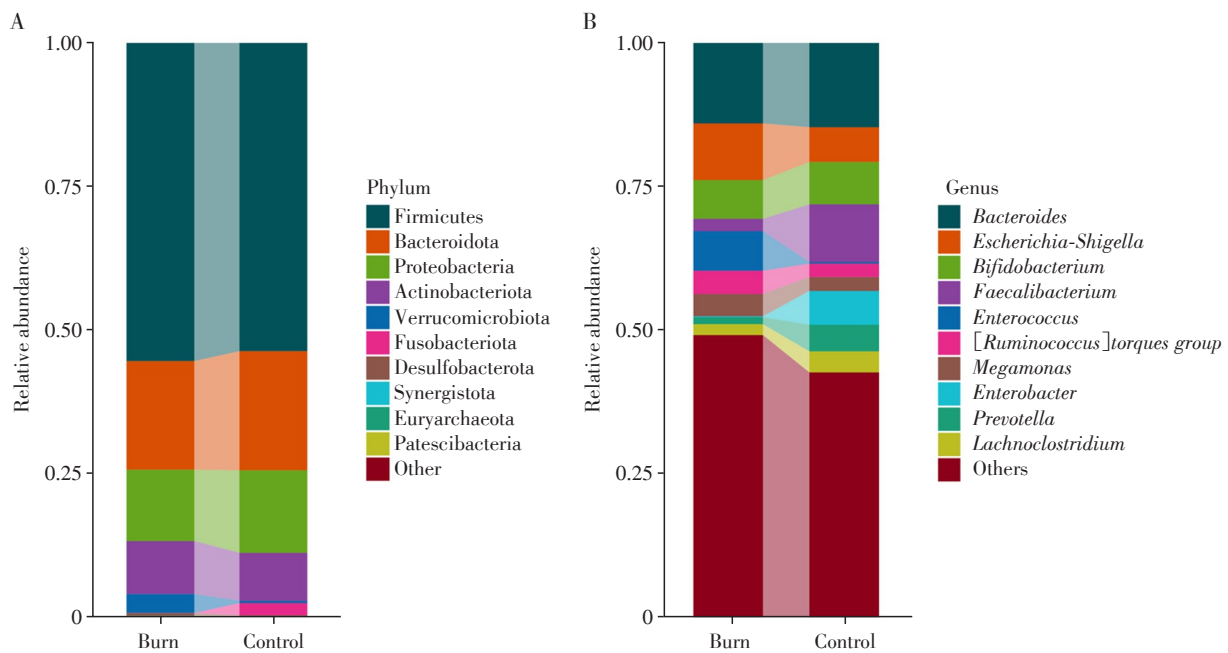 A
1.00
0.75
0.50
0.25
0
Relative abundance
Burn
Control
Phylum
Firmicutes
Bacteroidota
Proteobacteria
Actinobacteriota
Verrucomicrobiota
Fusobacteriota
Desulfobacterota
Synergistota
Euryarchaeota
Patescibacteria
Other
B
1.00
0.75
0.50
0.25
0
Relative abundance
Burn
Control
Genus
Bacteroides
Escherichia-Shigella
Bifidobacterium
Faecalibacterium
Enterococcus
[Ruminococcus]torques group
Megamonas
Enterobacter
Prevotella
Lachnoclostridium
Others